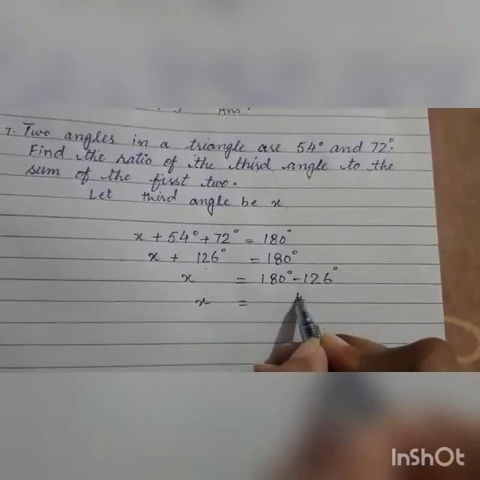 Ans.
7. Two angles in a triangle are 54° and 72°.
Find the ratio of the third angle to the
sum of the first two.
Let third angle be x
x + 54° + 72° = 180°
x + 126° = 180°
x = 180° - 126°
x =
InShOt